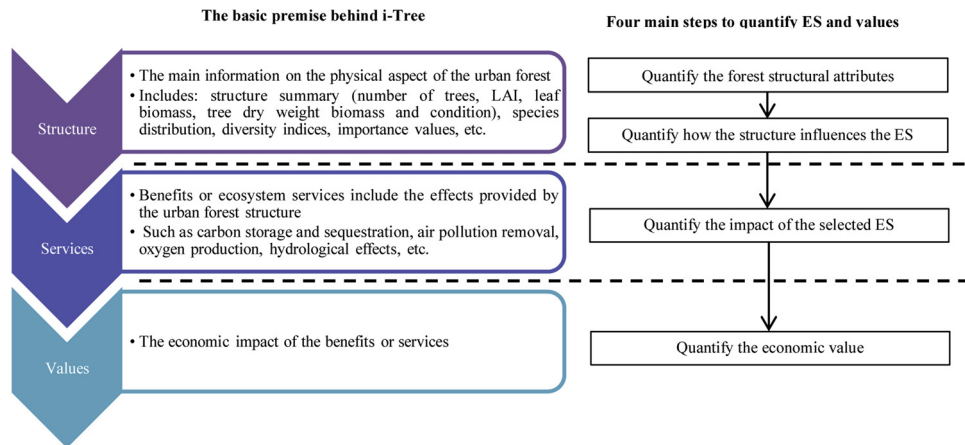 The basic premise behind i-Tree
Four main steps to quantify ES and values
Structure
• The main information on the physical aspect of the urban forest
• Includes: structure summary (number of trees, LAI, leaf
biomass, tree dry weight biomass and condition), species
distribution, diversity indices, importance values, etc.
Quantify the forest structural attributes
Quantify how the structure influences the ES
Services
• Benefits or ecosystem services include the effects provided by
the urban forest structure
• Such as carbon storage and sequestration, air pollution removal,
oxygen production, hydrological effects, etc.
Quantify the impact of the selected ES
Values
• The economic impact of the benefits or services
Quantify the economic value